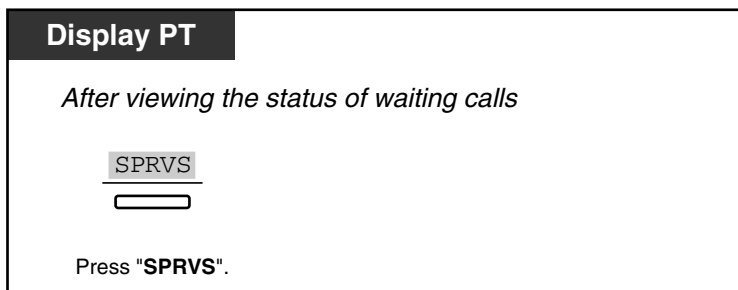 Display PT
After viewing the status of waiting calls
SPRVS
Press "SPRVS".